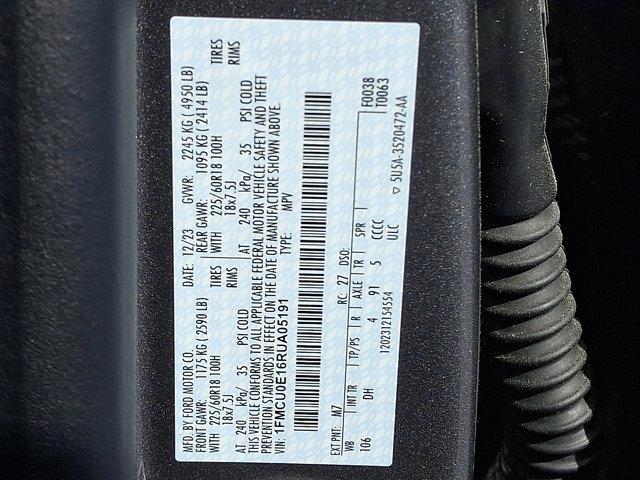 MFD. BY FORD MOTOR CO.
DATE: 12/23 GVWR: 2245 KG ( 4950 LB)
FRONT GAWR: 1175 KG ( 2590 LB) REAR GAWR: 1095 KG ( 2414 LB)
WITH 225/60R18 100H TIRES WITH 225/60R18 100H TIRES
18x7.5J RIMS 18x7.5J RIMS
AT 240 kPa/ 35 PSI COLD AT 240 kPa/ 35 PSI COLD
THIS VEHICLE CONFORMS TO ALL APPLICABLE FEDERAL MOTOR VEHICLE SAFETY AND THEFT
PREVENTION STANDARDS IN EFFECT ON THE DATE OF MANUFACTURE SHOWN ABOVE.
VIN: 1FMCU0E16RUA05191 TYPE: MPV
EXT PNT: M7 RC: 27 DSO: F0038
T0063
WB INT TR TP/PS R AXLE TR SPR
106 DH 4 91 5 CCCC
1202312154554 ULC ▽ 5U5A-3520472-AA